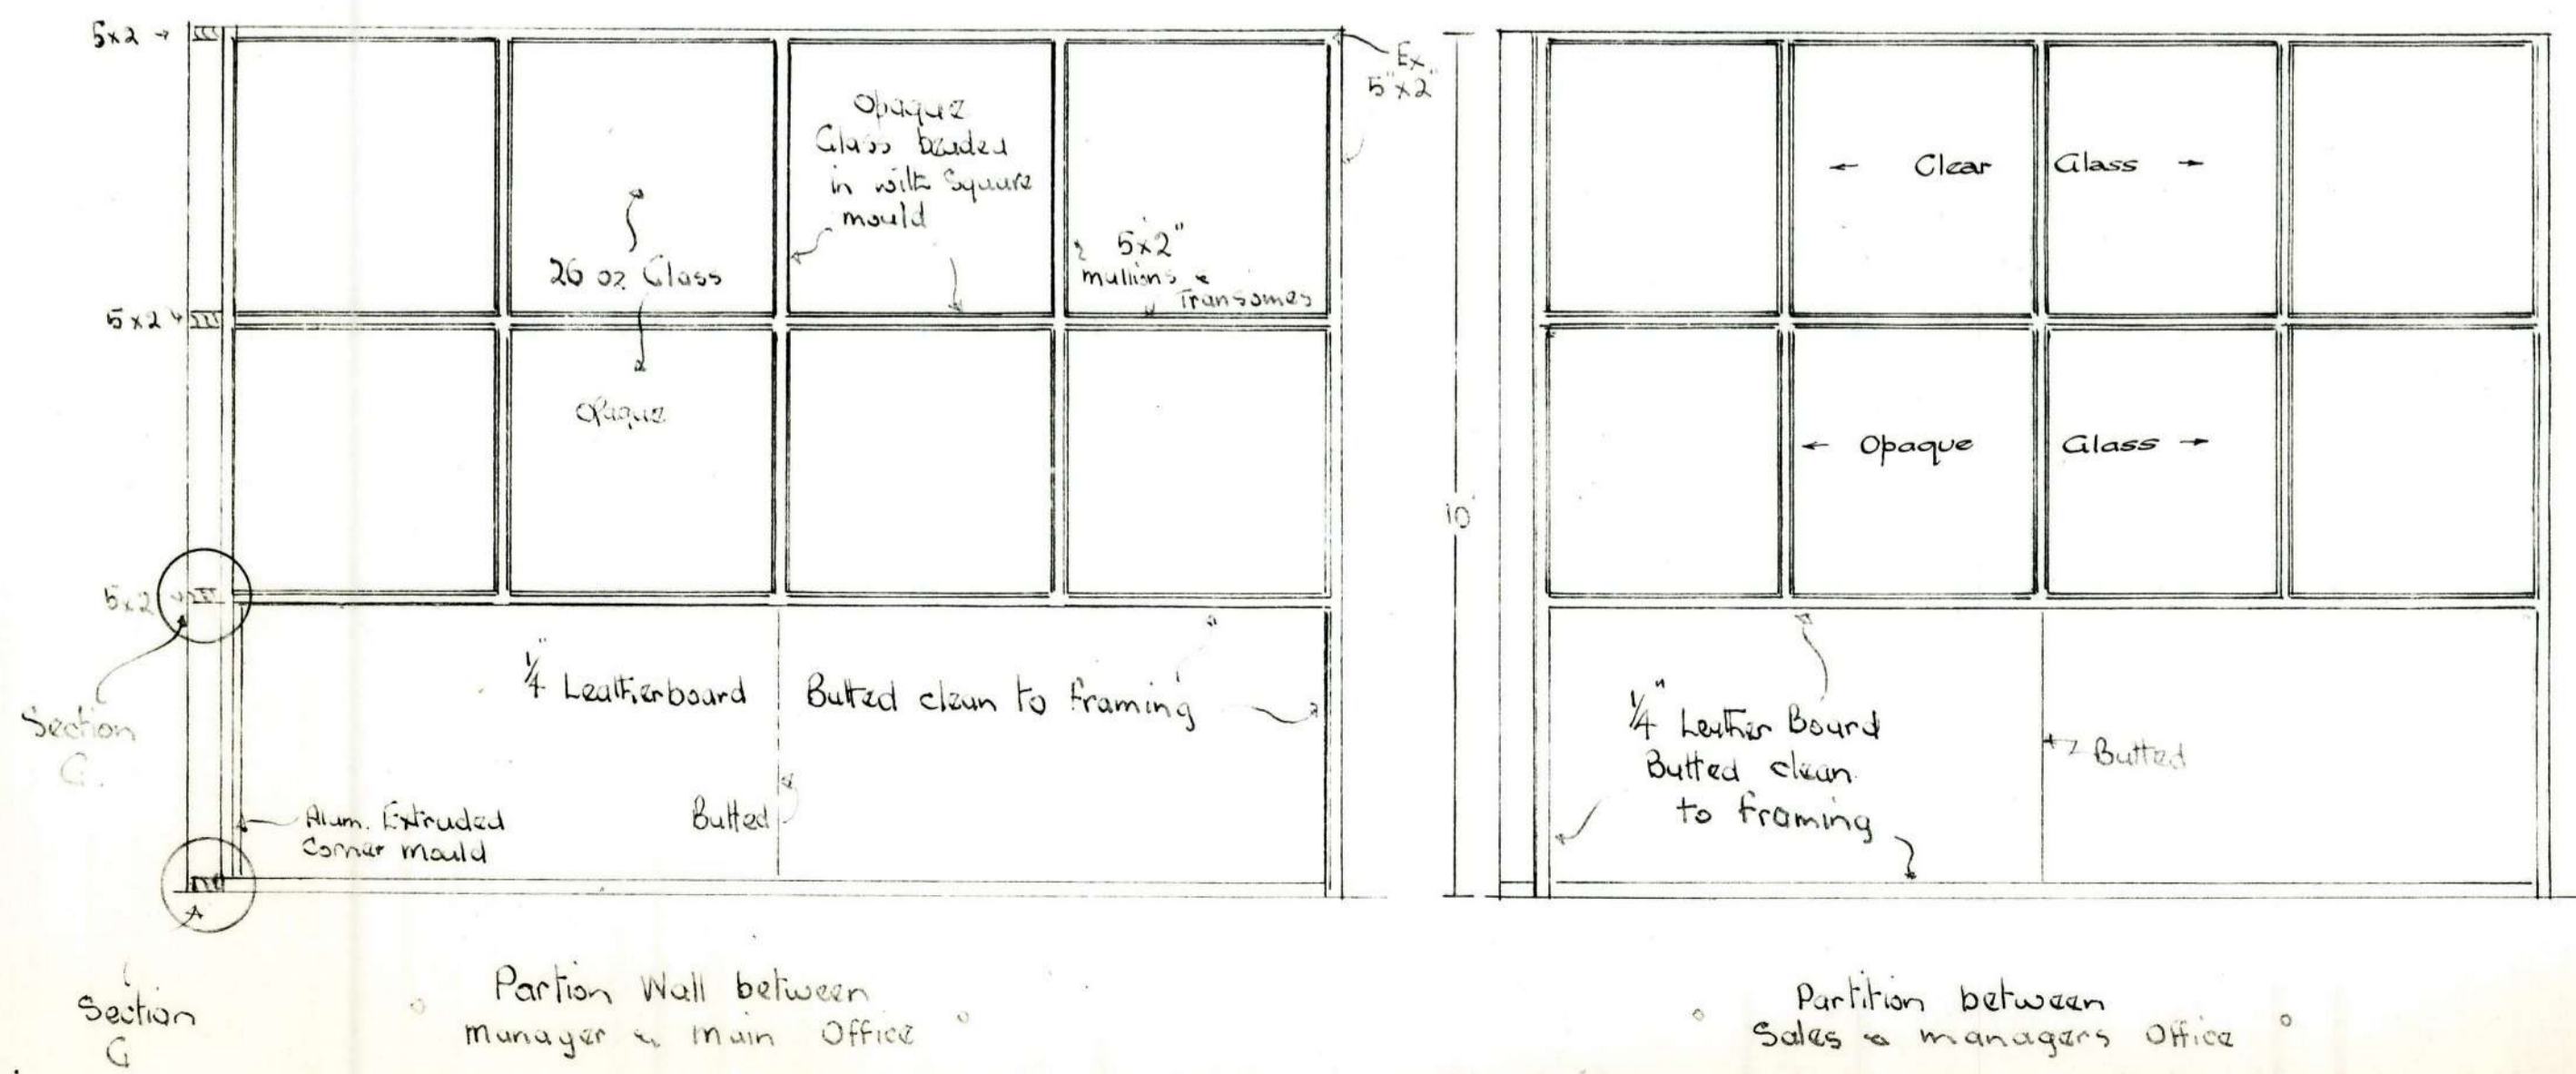 5x2
Ex
5"x2"
Opaque
Glass beaded
in with Square
mould
26 oz Glass
5x2"
mullions &
Transomes
5x2
Opaque
5x2
1/4" Leatherboard
Butted clean to framing
Section
G.
Alum. Extruded
Corner Mould
Butted
A
Section
G
Partion Wall between
Manager & Main Office
10'
← Clear Glass →
← Opaque Glass →
1/4" Leather Board
Butted clean
to framing
Butted
Partition between
Sales & managers Office